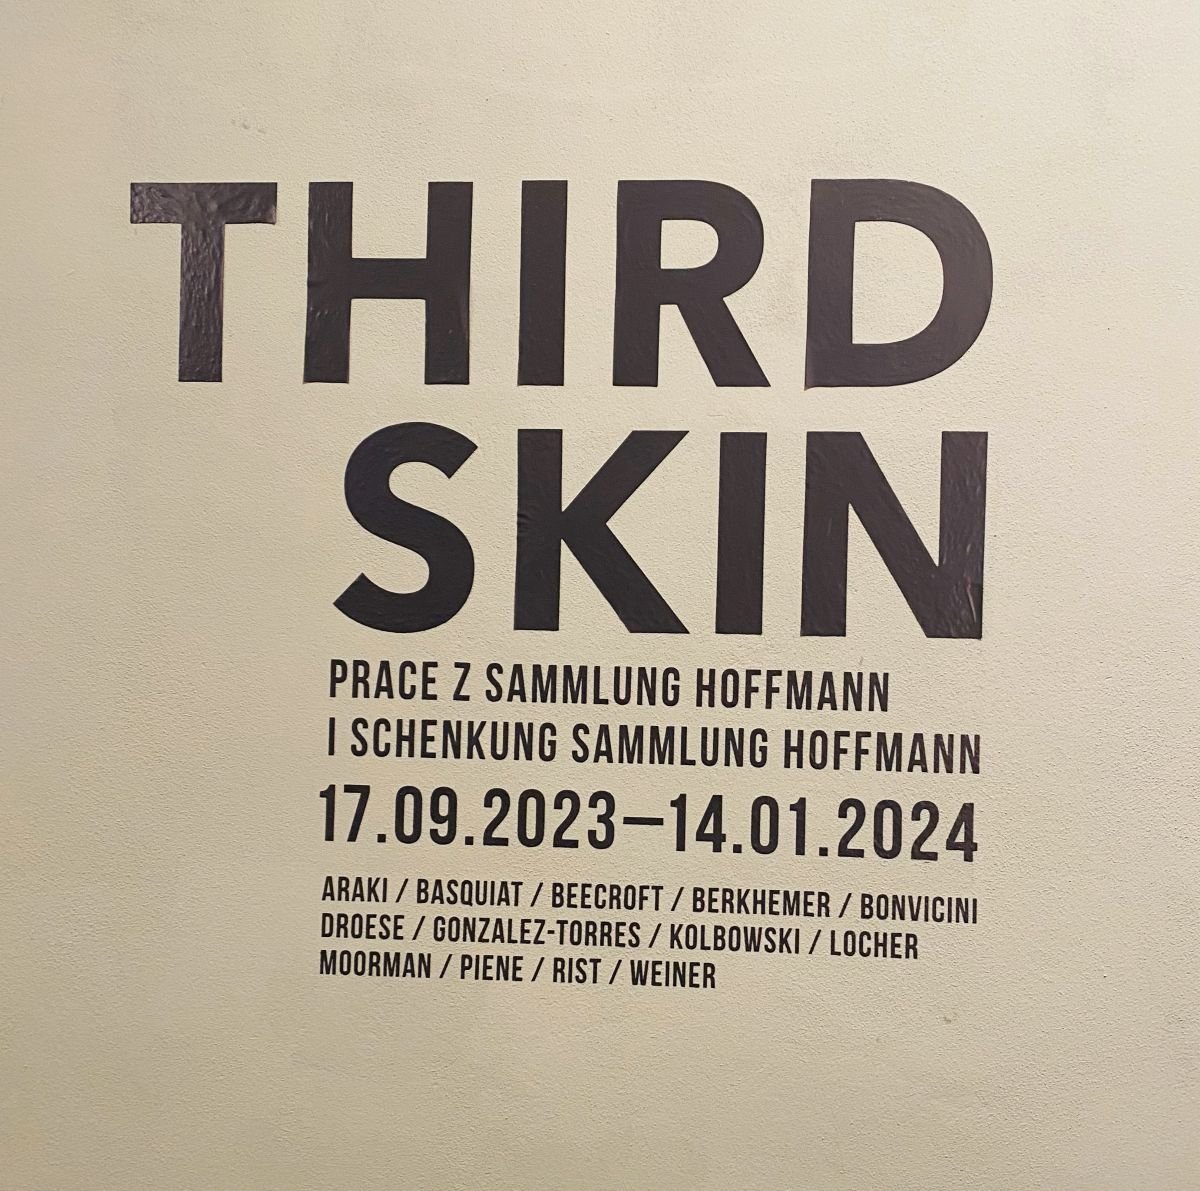 THIRD
SKIN
PRACE Z SAMMLUNG HOFFMANN
I SCHENKUNG SAMMLUNG HOFFMANN
17.09.2023–14.01.2024
ARAKI / BASQUIAT / BEECROFT / BERKHEMER / BONVICINI
DROESE / GONZALEZ-TORRES / KOLBOWSKI / LOCHER
MOORMAN / PIENE / RIST / WEINER